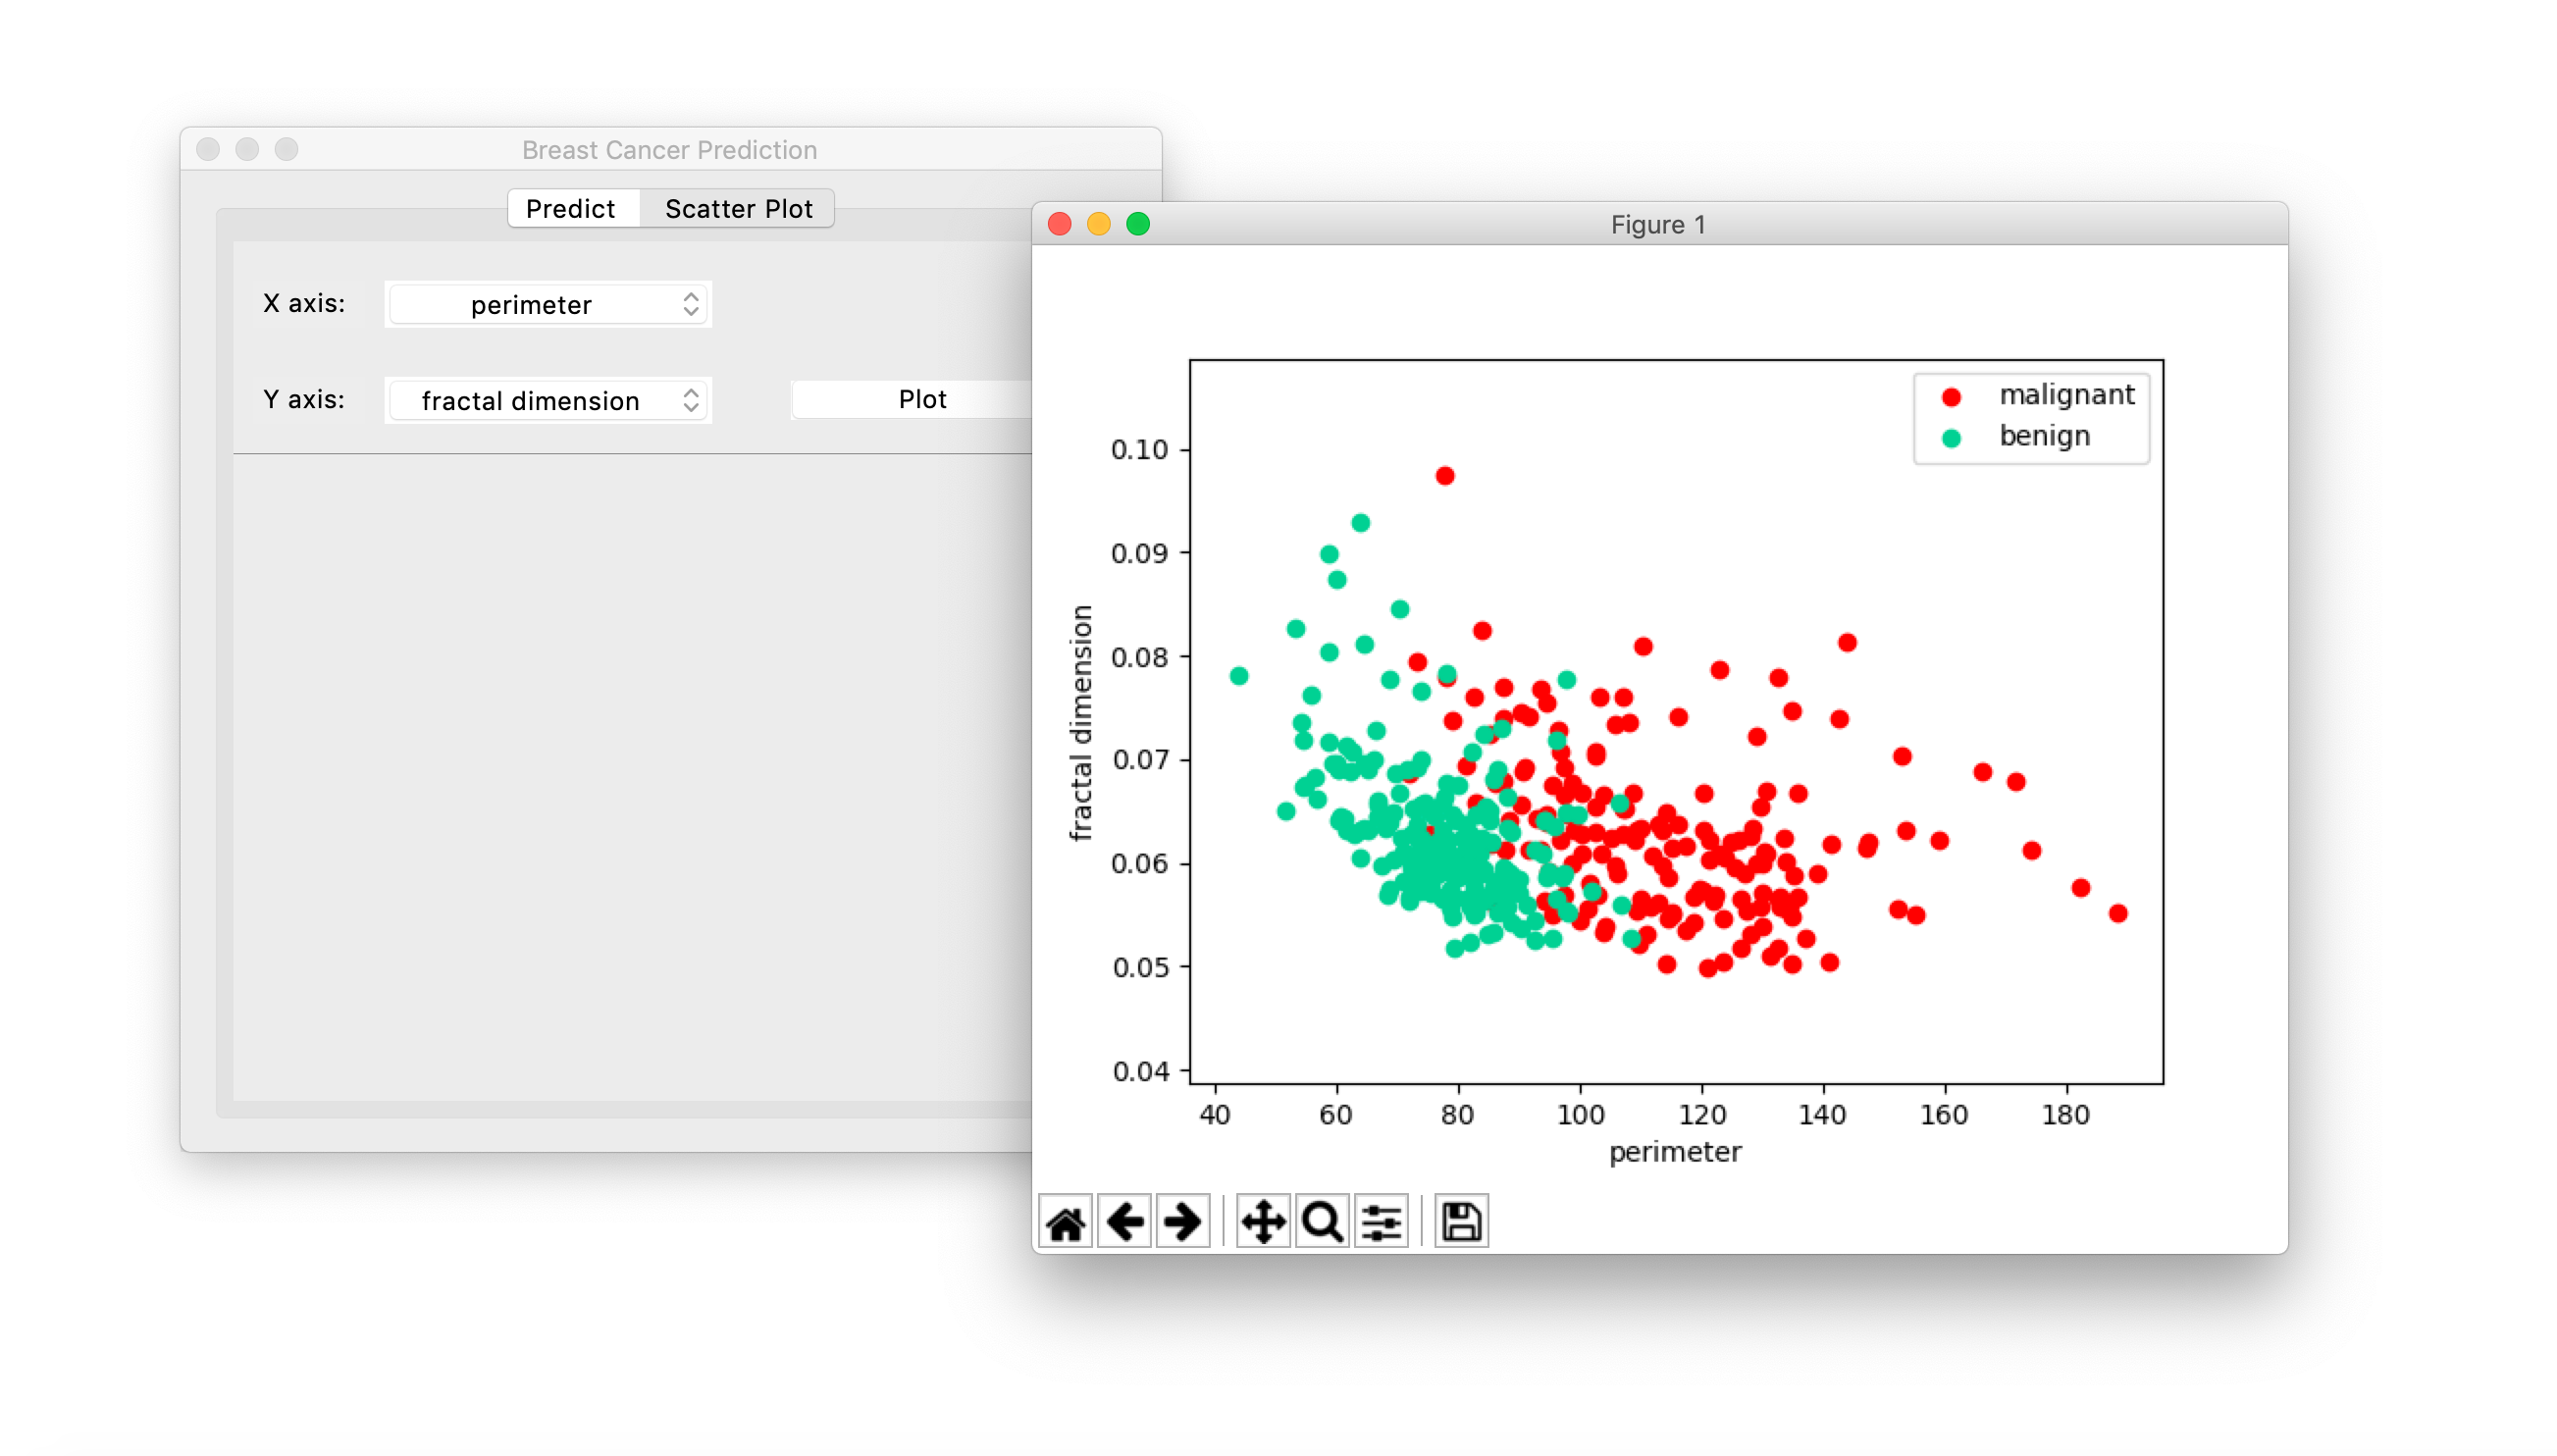 Breast Cancer Prediction
Predict Scatter Plot
X axis: perimeter
Y axis: fractal dimension Plot
Figure 1
malignant
benign
0.10
0.09
0.08
0.07
0.06
0.05
0.04
fractal dimension
40 60 80 100 120 140 160 180
perimeter